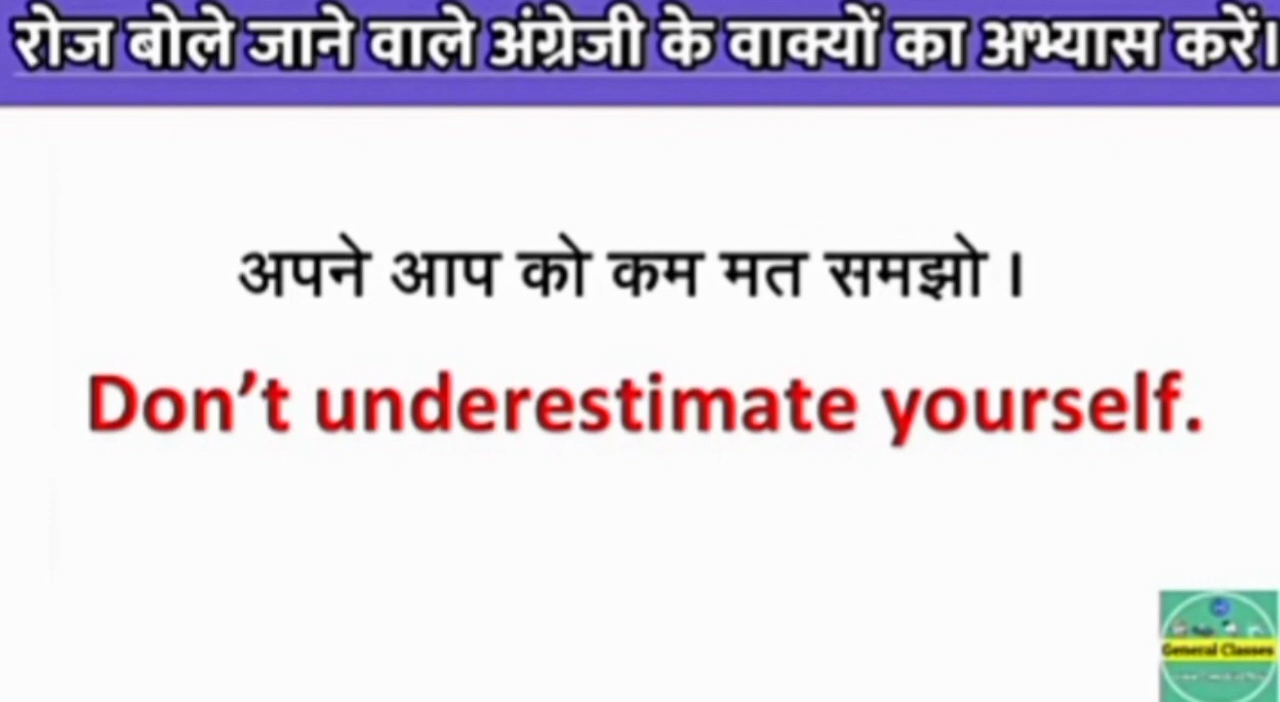 रोज बोले जाने वाले अंग्रेजी के वाक्यों का अभ्यास करें।
अपने आप को कम मत समझो ।
Don't underestimate yourself.
General Classes